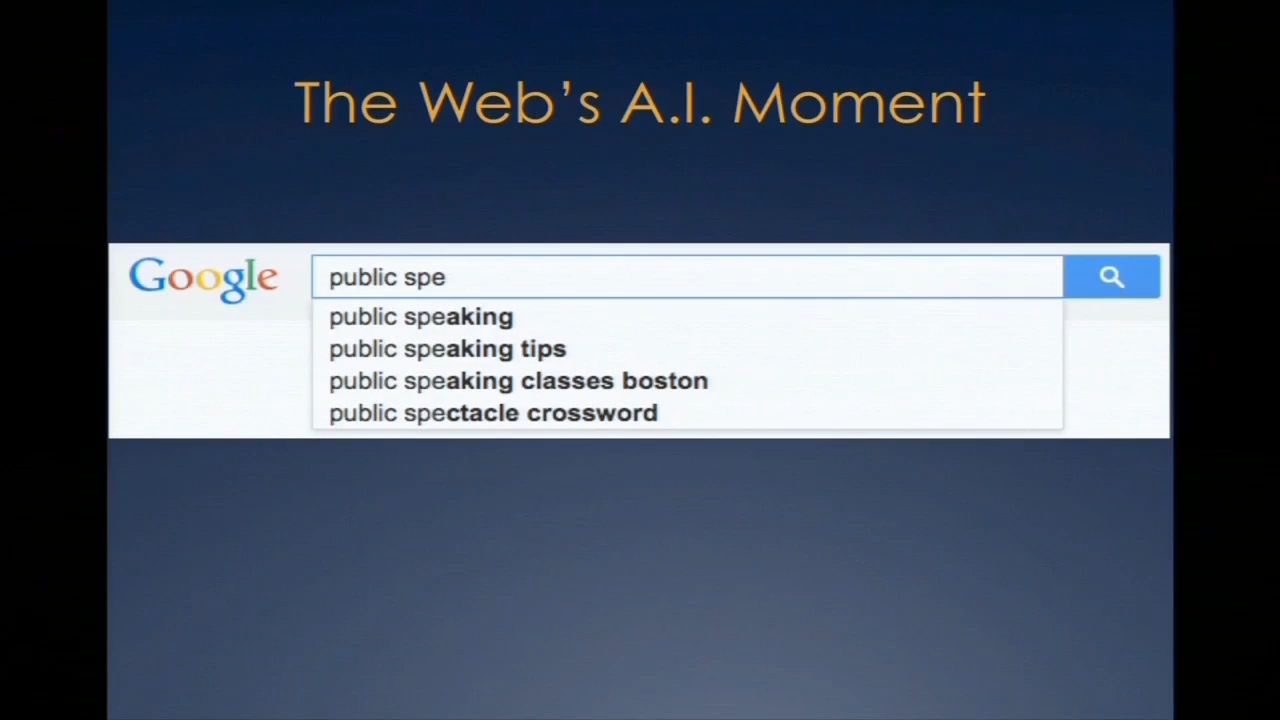 The Web's A.I. Moment
Google
public spe
public speaking
public speaking tips
public speaking classes boston
public spectacle crossword